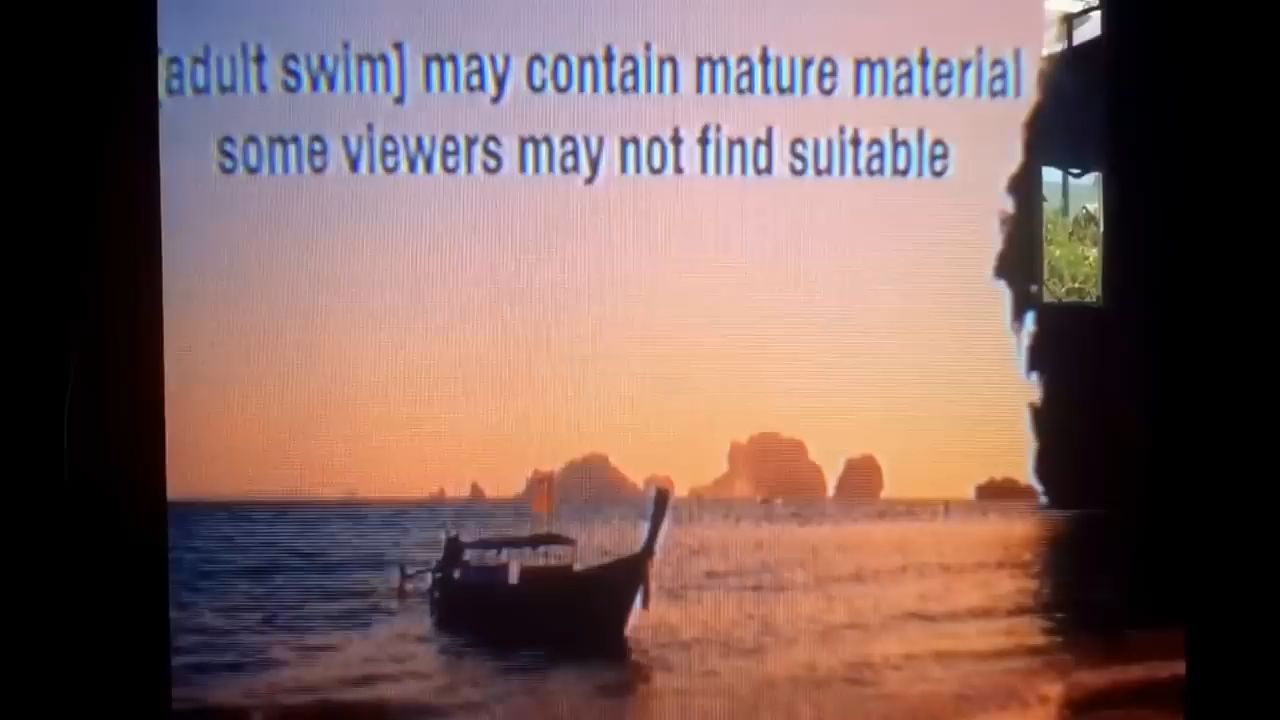 [adult swim] may contain mature material
some viewers may not find suitable